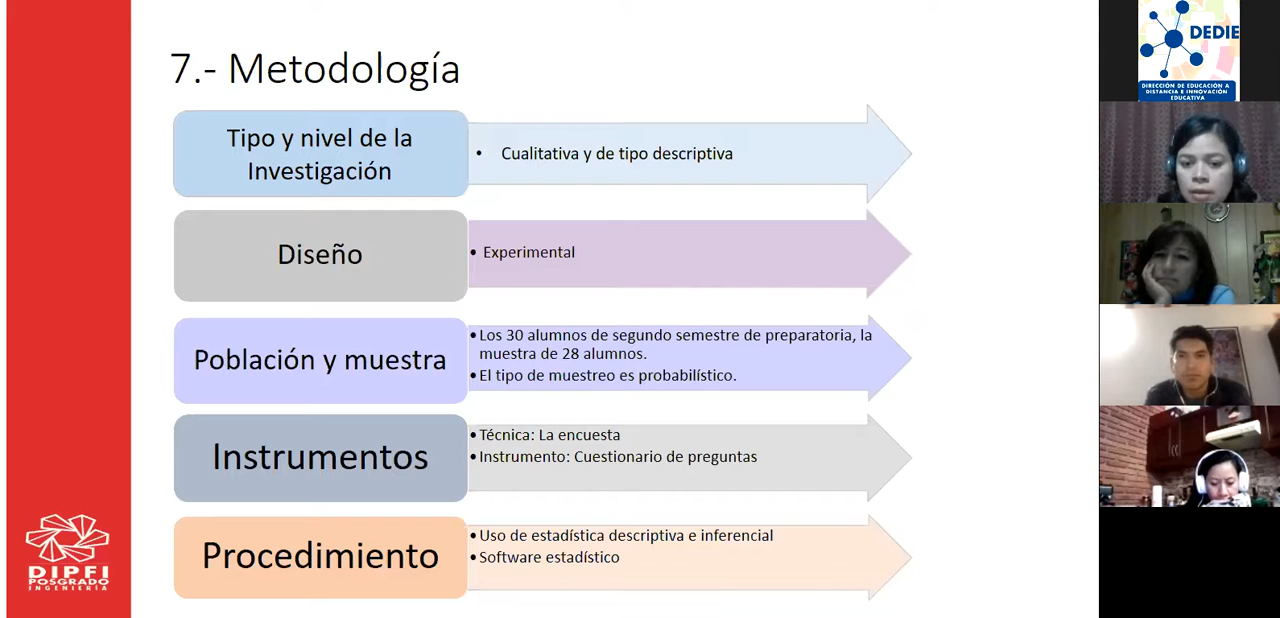 7.- Metodología
Tipo y nivel de la
Investigación
• Cualitativa y de tipo descriptiva
Diseño
• Experimental
Población y muestra
• Los 30 alumnos de segundo semestre de preparatoria, la
muestra de 28 alumnos.
• El tipo de muestreo es probabilístico.
Instrumentos
• Técnica: La encuesta
• Instrumento: Cuestionario de preguntas
Procedimiento
• Uso de estadística descriptiva e inferencial
• Software estadístico
DIPFI
POSGRADO
INGENIERÍA
DEDIE
DIRECCIÓN DE EDUCACIÓN A
DISTANCIA E INNOVACIÓN
EDUCATIVA